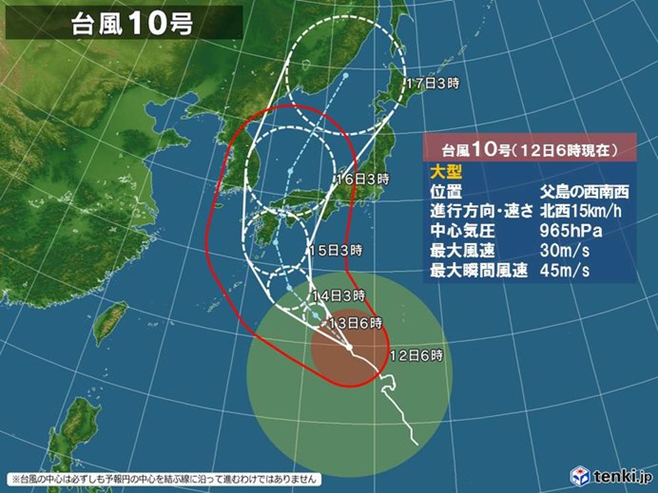 台風10号
17日3時
台風10号(12日6時現在)
大型
位置 父島の西南西
進行方向・速さ 北西15km/h
中心気圧 965hPa
最大風速 30m/s
最大瞬間風速 45m/s
16日3時
15日3時
14日3時
13日6時
12日6時
※台風の中心は必ずしも予報円の中心を結ぶ線に沿って進むわけではありません
tenki.jp